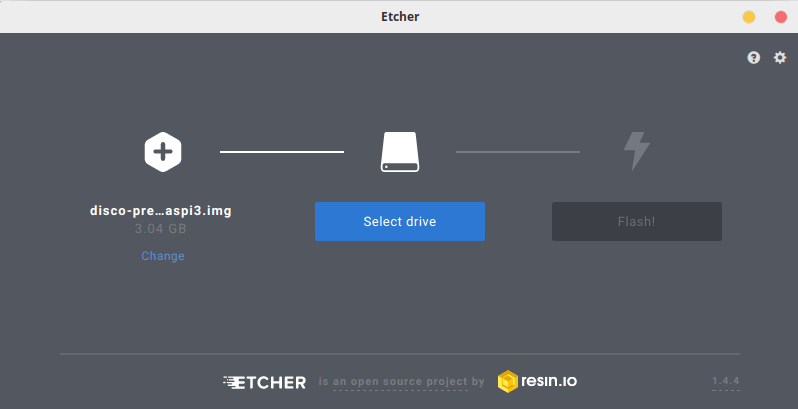 Etcher
disco-pre...aspi3.img
3.04 GB
Change
Select drive
Flash!
ETCHER is an open source project by resin.io
1.4.4